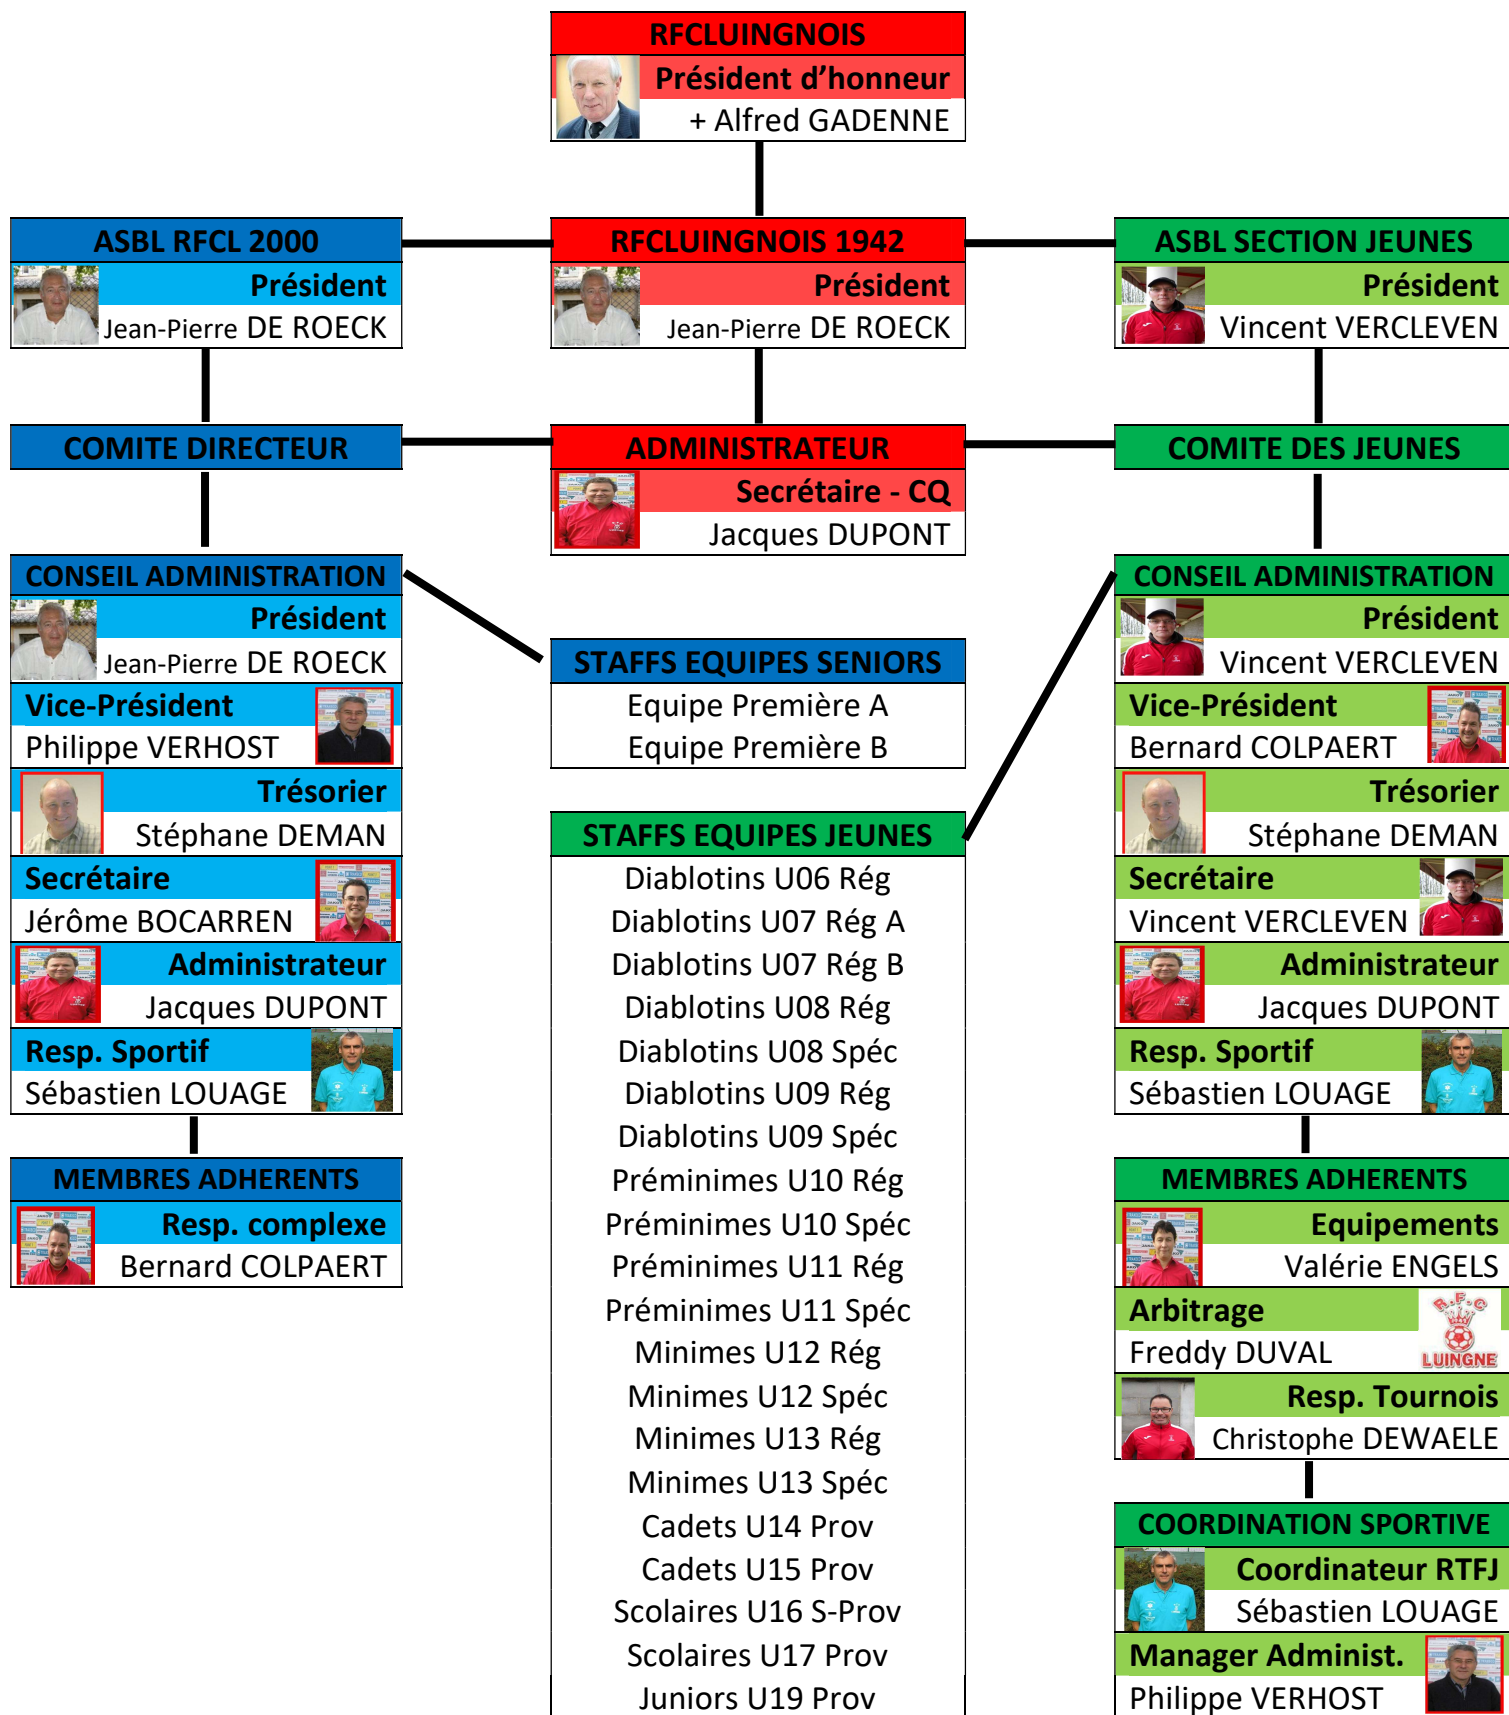 RFCLUINGNOIS
Président d’honneur
+ Alfred GADENNE
ASBL RFCL 2000
Président
Jean-Pierre DE ROECK
RFCLUINGNOIS 1942
Président
Jean-Pierre DE ROECK
ASBL SECTION JEUNES
Président
Vincent VERCLEVEN
COMITE DIRECTEUR
ADMINISTRATEUR
Secrétaire - CQ
Jacques DUPONT
COMITE DES JEUNES
CONSEIL ADMINISTRATION
Président
Jean-Pierre DE ROECK
Vice-Président
Philippe VERHOST
Trésorier
Stéphane DEMAN
Secrétaire
Jérôme BOCARREN
Administrateur
Jacques DUPONT
Resp. Sportif
Sébastien LOUAGE
MEMBRES ADHERENTS
Resp. complexe
Bernard COLPAERT
STAFFS EQUIPES SENIORS
Equipe Première A
Equipe Première B
STAFFS EQUIPES JEUNES
Diablotins U06 Rég
Diablotins U07 Rég A
Diablotins U07 Rég B
Diablotins U08 Rég
Diablotins U08 Spéc
Diablotins U09 Rég
Diablotins U09 Spéc
Préminimes U10 Rég
Préminimes U10 Spéc
Préminimes U11 Rég
Préminimes U11 Spéc
Minimes U12 Rég
Minimes U12 Spéc
Minimes U13 Rég
Minimes U13 Spéc
Cadets U14 Prov
Cadets U15 Prov
Scolaires U16 S-Prov
Scolaires U17 Prov
Juniors U19 Prov
CONSEIL ADMINISTRATION
Président
Vincent VERCLEVEN
Vice-Président
Bernard COLPAERT
Trésorier
Stéphane DEMAN
Secrétaire
Vincent VERCLEVEN
Administrateur
Jacques DUPONT
Resp. Sportif
Sébastien LOUAGE
MEMBRES ADHERENTS
Equipements
Valérie ENGELS
Arbitrage
Freddy DUVAL
R.F.C
LUINGNE
Resp. Tournois
Christophe DEWAELE
COORDINATION SPORTIVE
Coordinateur RTFJ
Sébastien LOUAGE
Manager Administ.
Philippe VERHOST